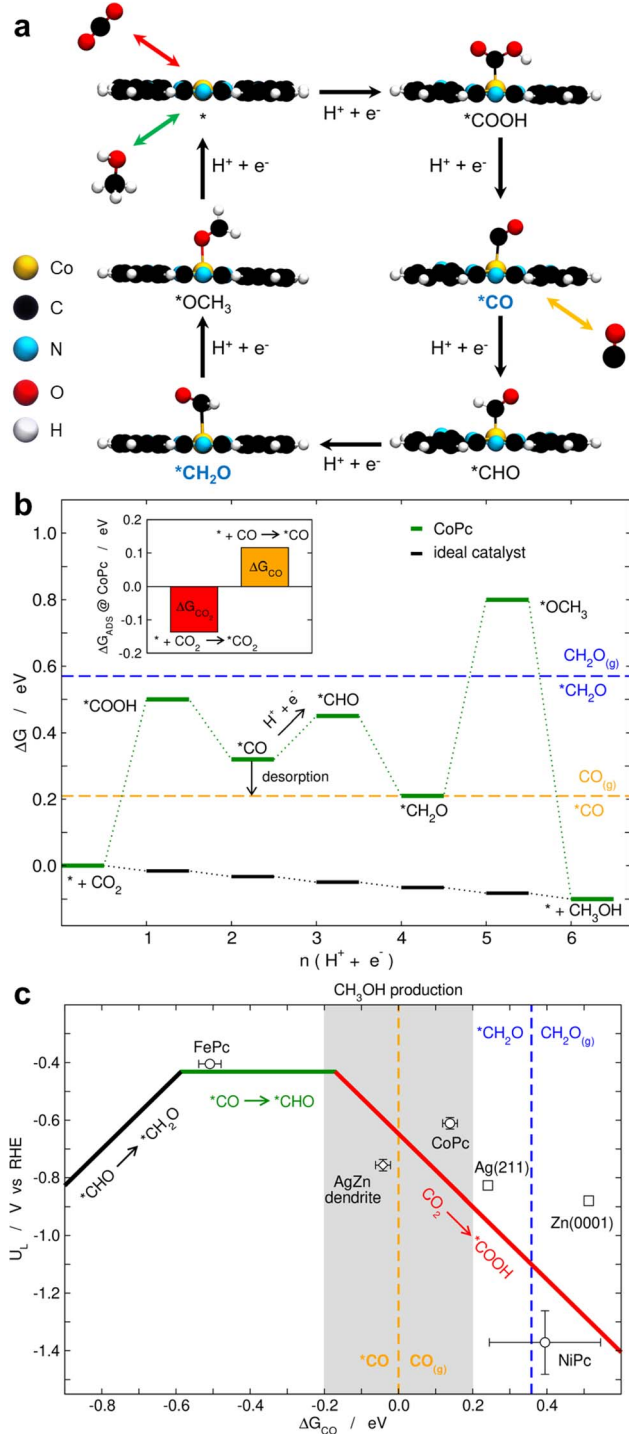 a
*
H⁺ + e⁻
*COOH
H⁺ + e⁻
H⁺ + e⁻
Co
C
N
O
H
*OCH₃
*CO
H⁺ + e⁻
H⁺ + e⁻
*CH₂O
H⁺ + e⁻
*CHO
b
ΔG / eV
1.0
0.8
0.6
0.4
0.2
0.0
ΔG_ADS @ CoPc / eV
0.2
0.1
0.0
-0.1
-0.2
* + CO → *CO
ΔG_CO
ΔG_CO₂
* + CO₂ → *CO₂
CoPc
ideal catalyst
*OCH₃
CH₂O(g)
*CH₂O
*COOH
H⁺ + e⁻
*CHO
*CO
desorption
CO(g)
*CO
*CH₂O
* + CO₂
* + CH₃OH
1 2 3 4 5 6
n ( H⁺ + e⁻ )
c
CH₃OH production
U_L / V vs RHE
-0.4
-0.6
-0.8
-1.0
-1.2
-1.4
FePc
*CH₂O CH₂O(g)
*CO → *CHO
*CHO → *CH₂O
CoPc
AgZn
dendrite
Ag(211)
Zn(0001)
CO₂ → *COOH
*CO CO(g)
NiPc
-0.8 -0.6 -0.4 -0.2 0.0 0.2 0.4
ΔG_CO / eV